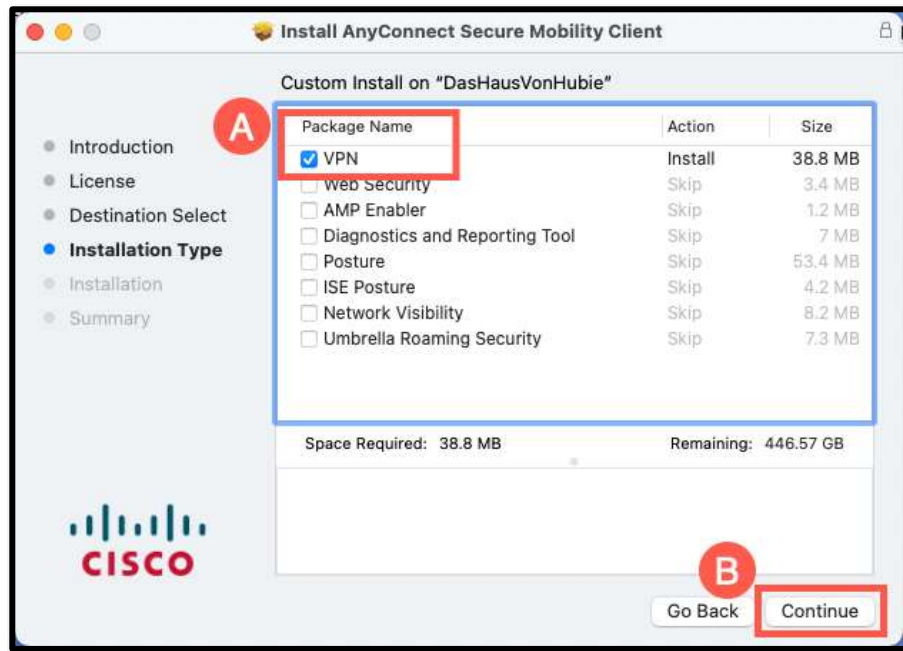 Install AnyConnect Secure Mobility Client
Custom Install on “DasHausVonHubie”
A
Package Name Action Size
VPN Install 38.8 MB
Web Security Skip 3.4 MB
AMP Enabler Skip 1.2 MB
Diagnostics and Reporting Tool Skip 7 MB
Posture Skip 53.4 MB
ISE Posture Skip 4.2 MB
Network Visibility Skip 8.2 MB
Umbrella Roaming Security Skip 7.3 MB
Introduction
License
Destination Select
Installation Type
Installation
Summary
Space Required: 38.8 MB Remaining: 446.57 GB
CISCO
B
Go Back Continue